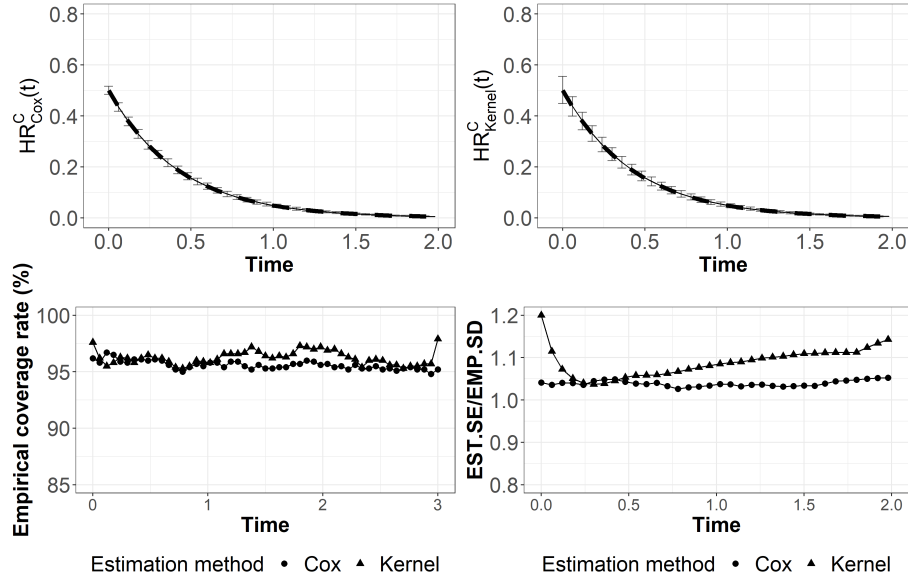 HR^C_Cox(t)
0.8
0.6
0.4
0.2
0.0
0.0 0.5 1.0 1.5 2.0
Time
HR^C_Kernel(t)
0.8
0.6
0.4
0.2
0.0
0.0 0.5 1.0 1.5 2.0
Time
Empirical coverage rate (%)
100
95
90
85
0 1 2 3
Time
EST.SE/EMP.SD
1.2
1.1
1.0
0.9
0.8
0.0 0.5 1.0 1.5 2.0
Time
Estimation method Cox Kernel
Estimation method Cox Kernel